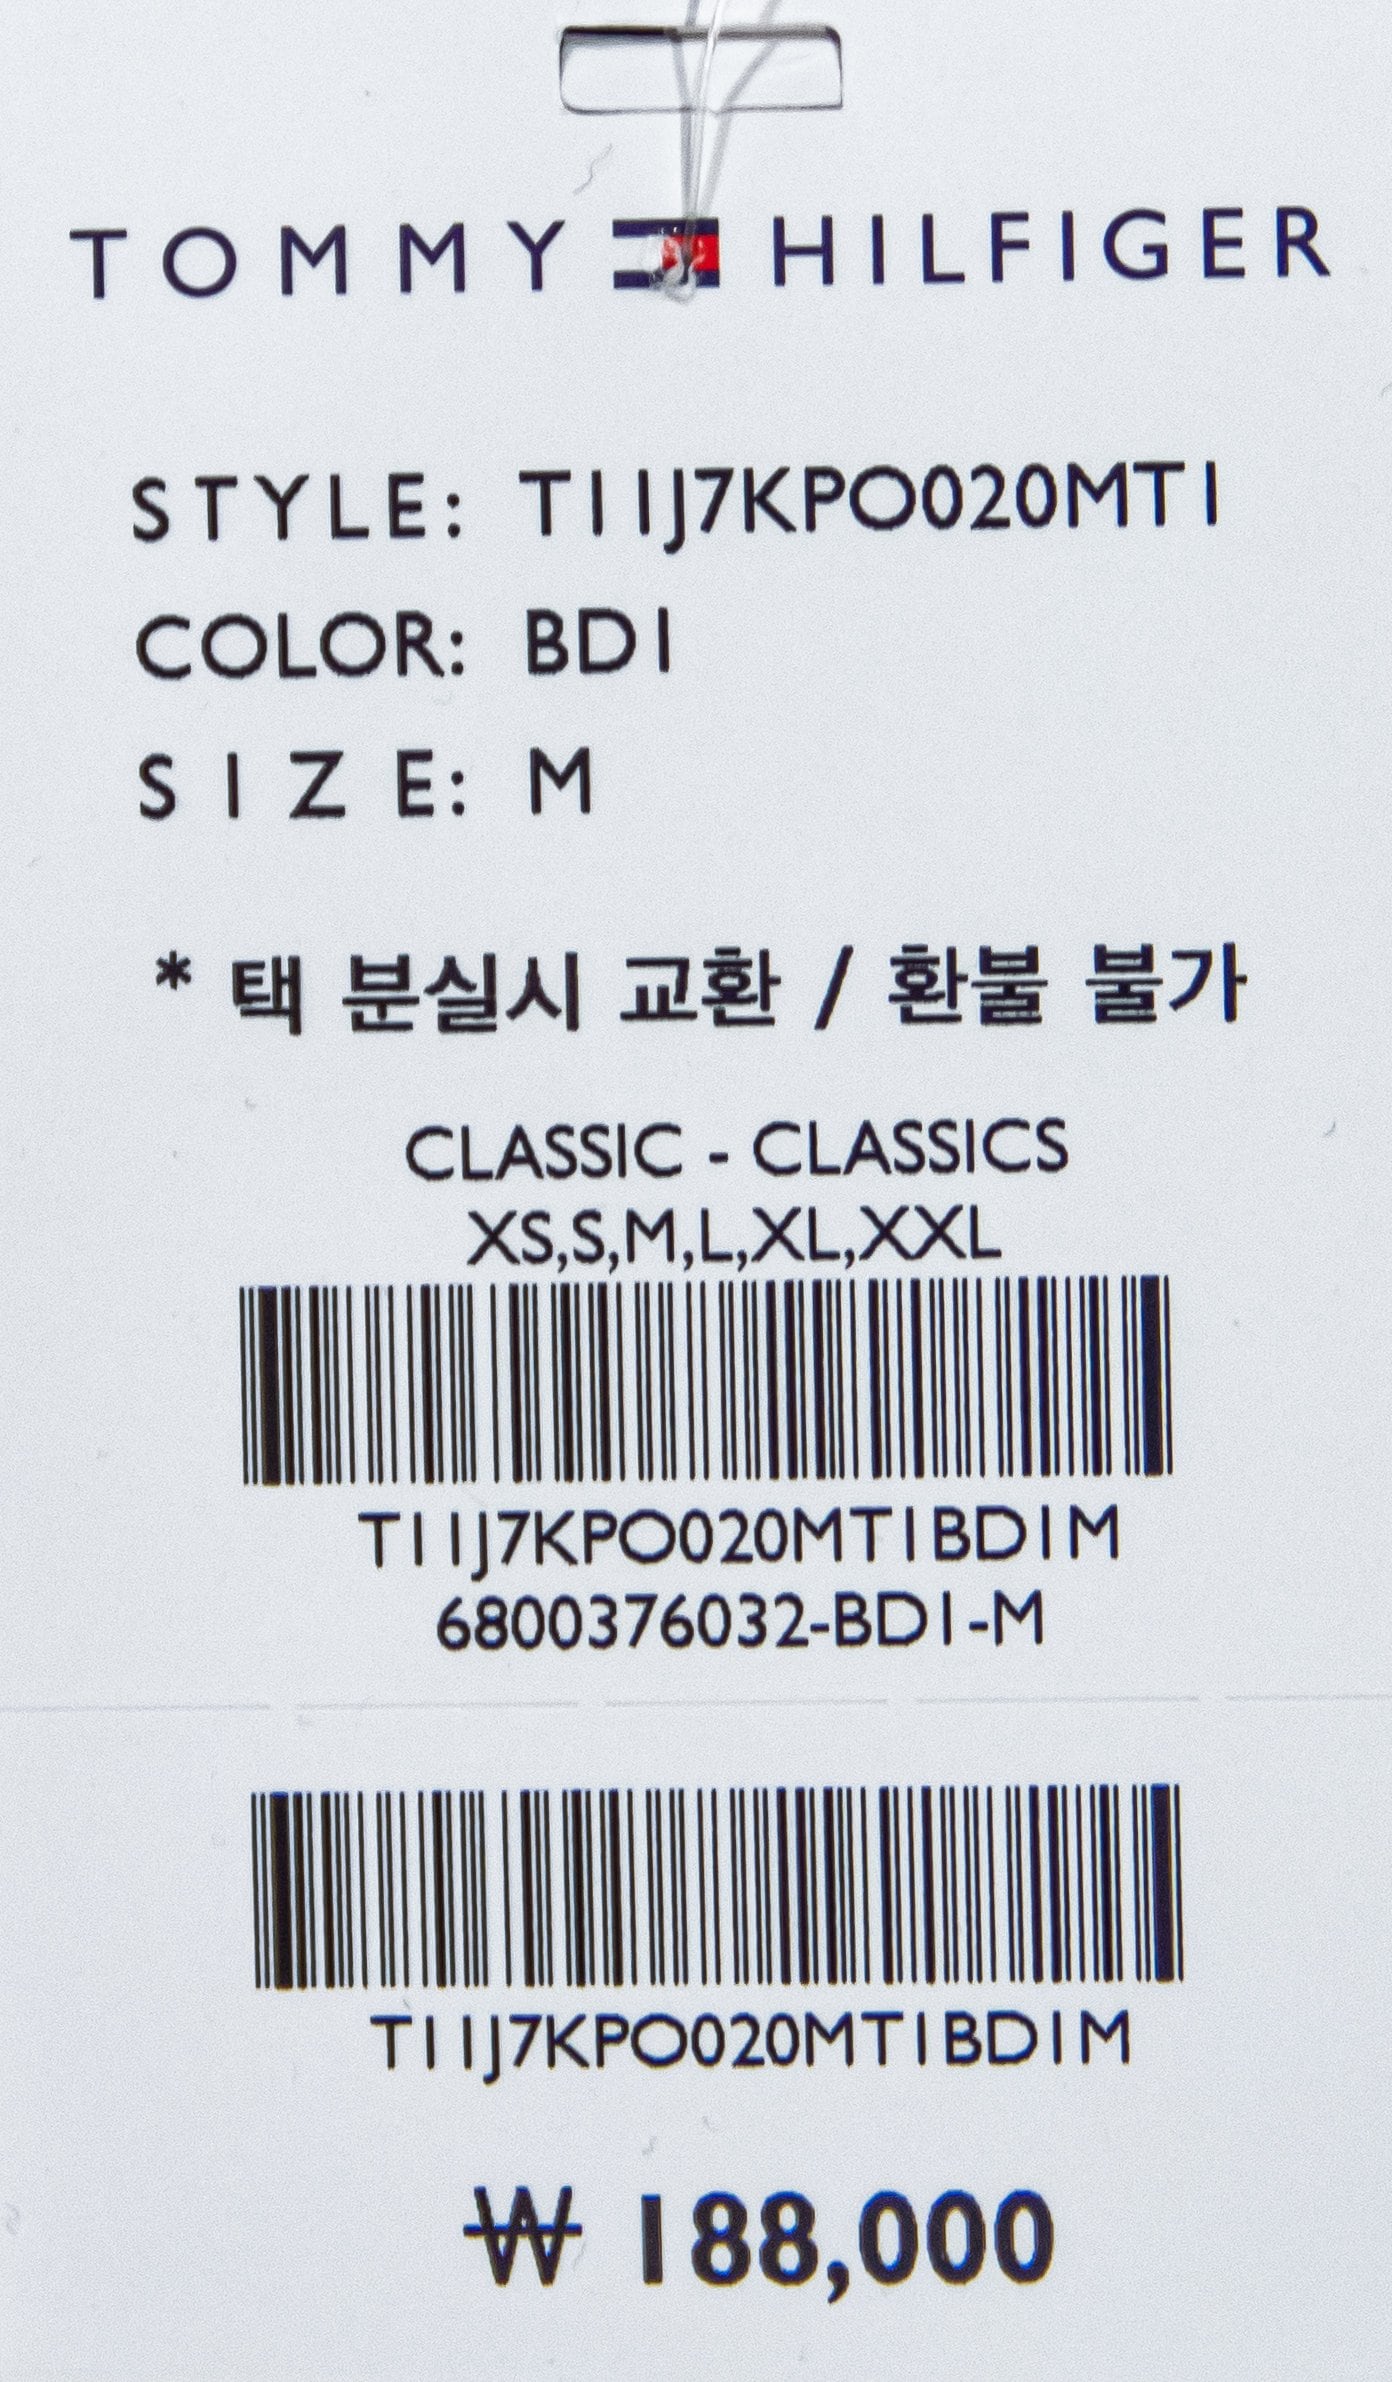 TOMMY HILFIGER
STYLE: T11J7KPO020MT1
COLOR: BD1
SIZE: M
* 택 분실시 교환 / 환불 불가
CLASSIC - CLASSICS
XS,S,M,L,XL,XXL
T11J7KPO020MT1BD1M
6800376032-BD1-M
T11J7KPO020MT1BD1M
₩ 188,000